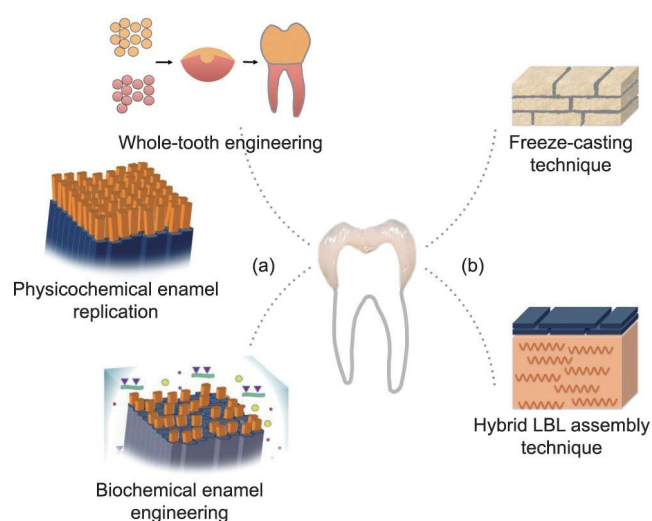 Whole-tooth engineering
Freeze-casting
technique
(a)
(b)
Physicochemical enamel
replication
Hybrid LBL assembly
technique
Biochemical enamel
engineering